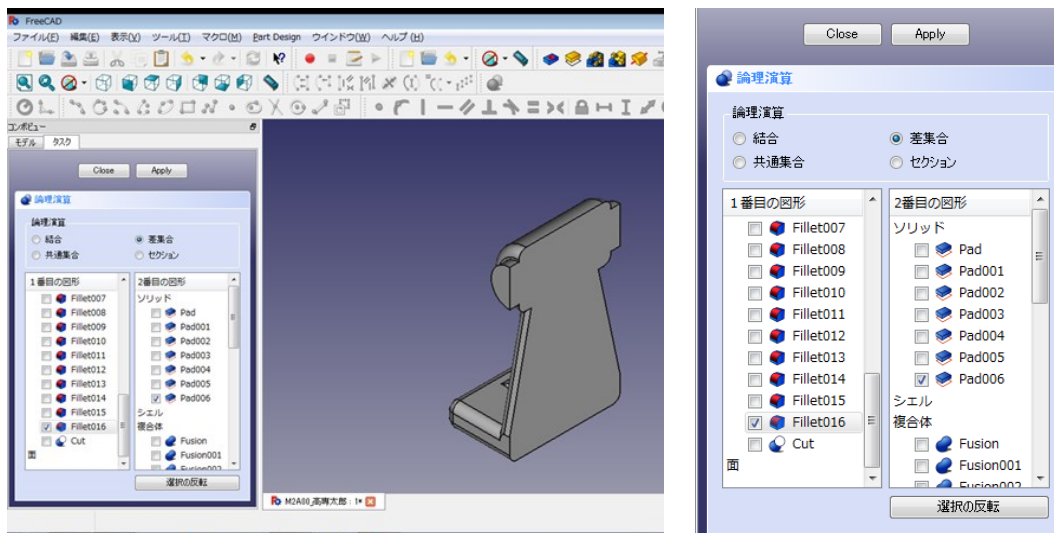 FreeCAD
ファイル(F) 編集(E) 表示(V) ツール(T) マクロ(M) Part Design ウインドウ(W) ヘルプ(H)
コンボビュー
モデル タスク
Close Apply
論理演算
論理演算
結合 差集合
共通集合 セクション
1番目の図形 2番目の図形
Fillet007 ソリッド
Fillet008 Pad
Fillet009 Pad001
Fillet010 Pad002
Fillet011 Pad003
Fillet012 Pad004
Fillet013 Pad005
Fillet014 Pad006
Fillet015 シェル
Fillet016 複合体
Cut Fusion
面 Fusion001
Fusion002
選択の反転
M2A00_高専太郎 : 1*
Close Apply
論理演算
論理演算
結合 差集合
共通集合 セクション
1番目の図形 2番目の図形
Fillet007 ソリッド
Fillet008 Pad
Fillet009 Pad001
Fillet010 Pad002
Fillet011 Pad003
Fillet012 Pad004
Fillet013 Pad005
Fillet014 Pad006
Fillet015 シェル
Fillet016 複合体
Cut Fusion
面 Fusion001
Fusion002
選択の反転